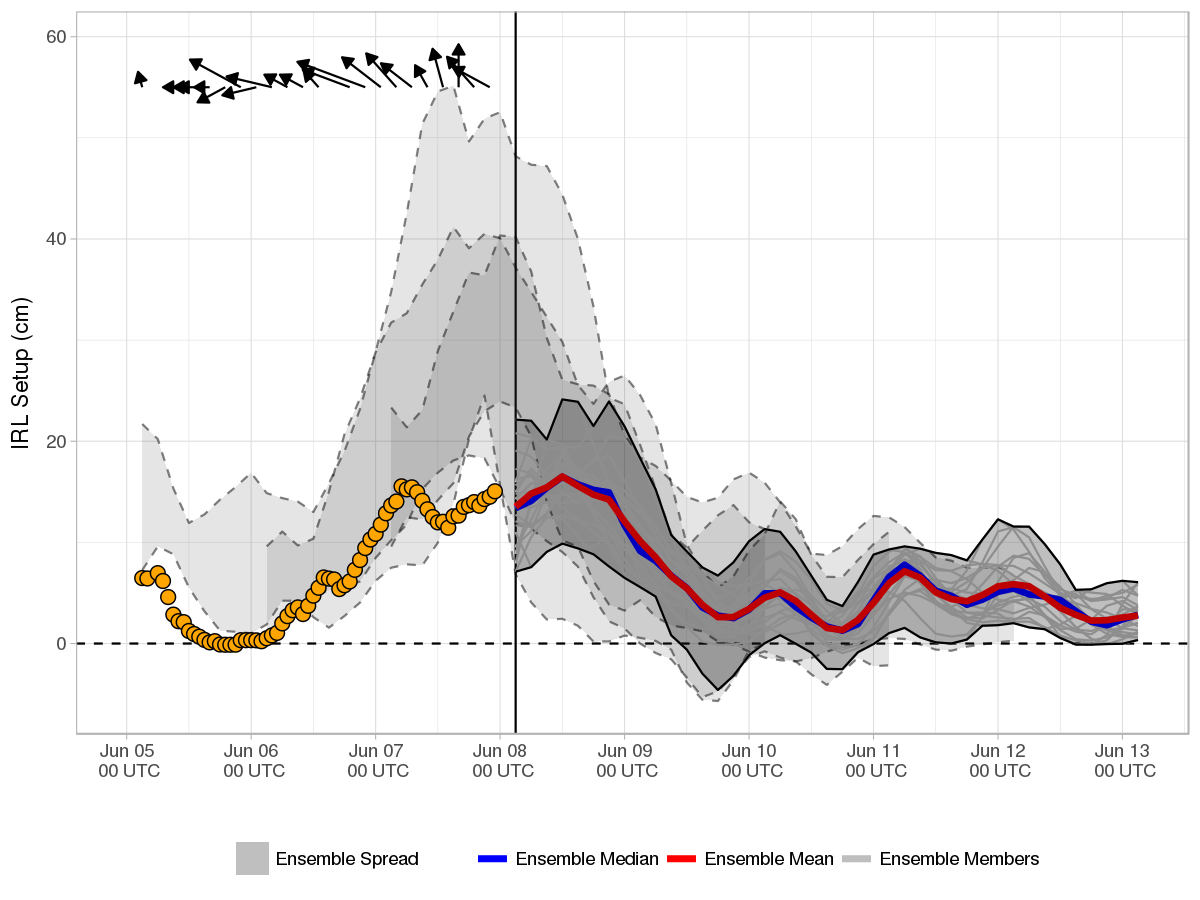 60
40
20
0
IRL Setup (cm)
Jun 05 Jun 06 Jun 07 Jun 08 Jun 09 Jun 10 Jun 11 Jun 12 Jun 13
00 UTC 00 UTC 00 UTC 00 UTC 00 UTC 00 UTC 00 UTC 00 UTC 00 UTC
Ensemble Spread Ensemble Median Ensemble Mean Ensemble Members